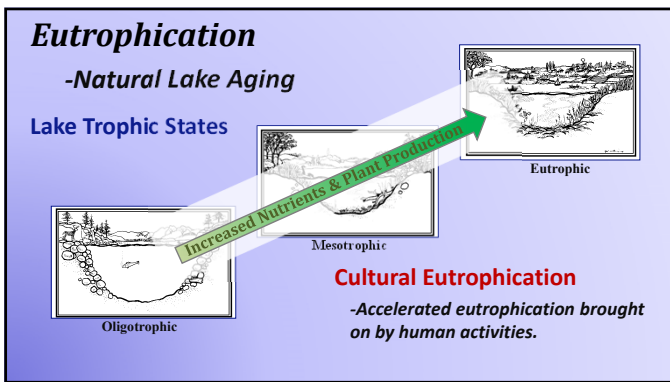 Eutrophication
-Natural Lake Aging
Lake Trophic States
Increased Nutrients & Plant Production
Eutrophic
Mesotrophic
Oligotrophic
Cultural Eutrophication
-Accelerated eutrophication brought
on by human activities.